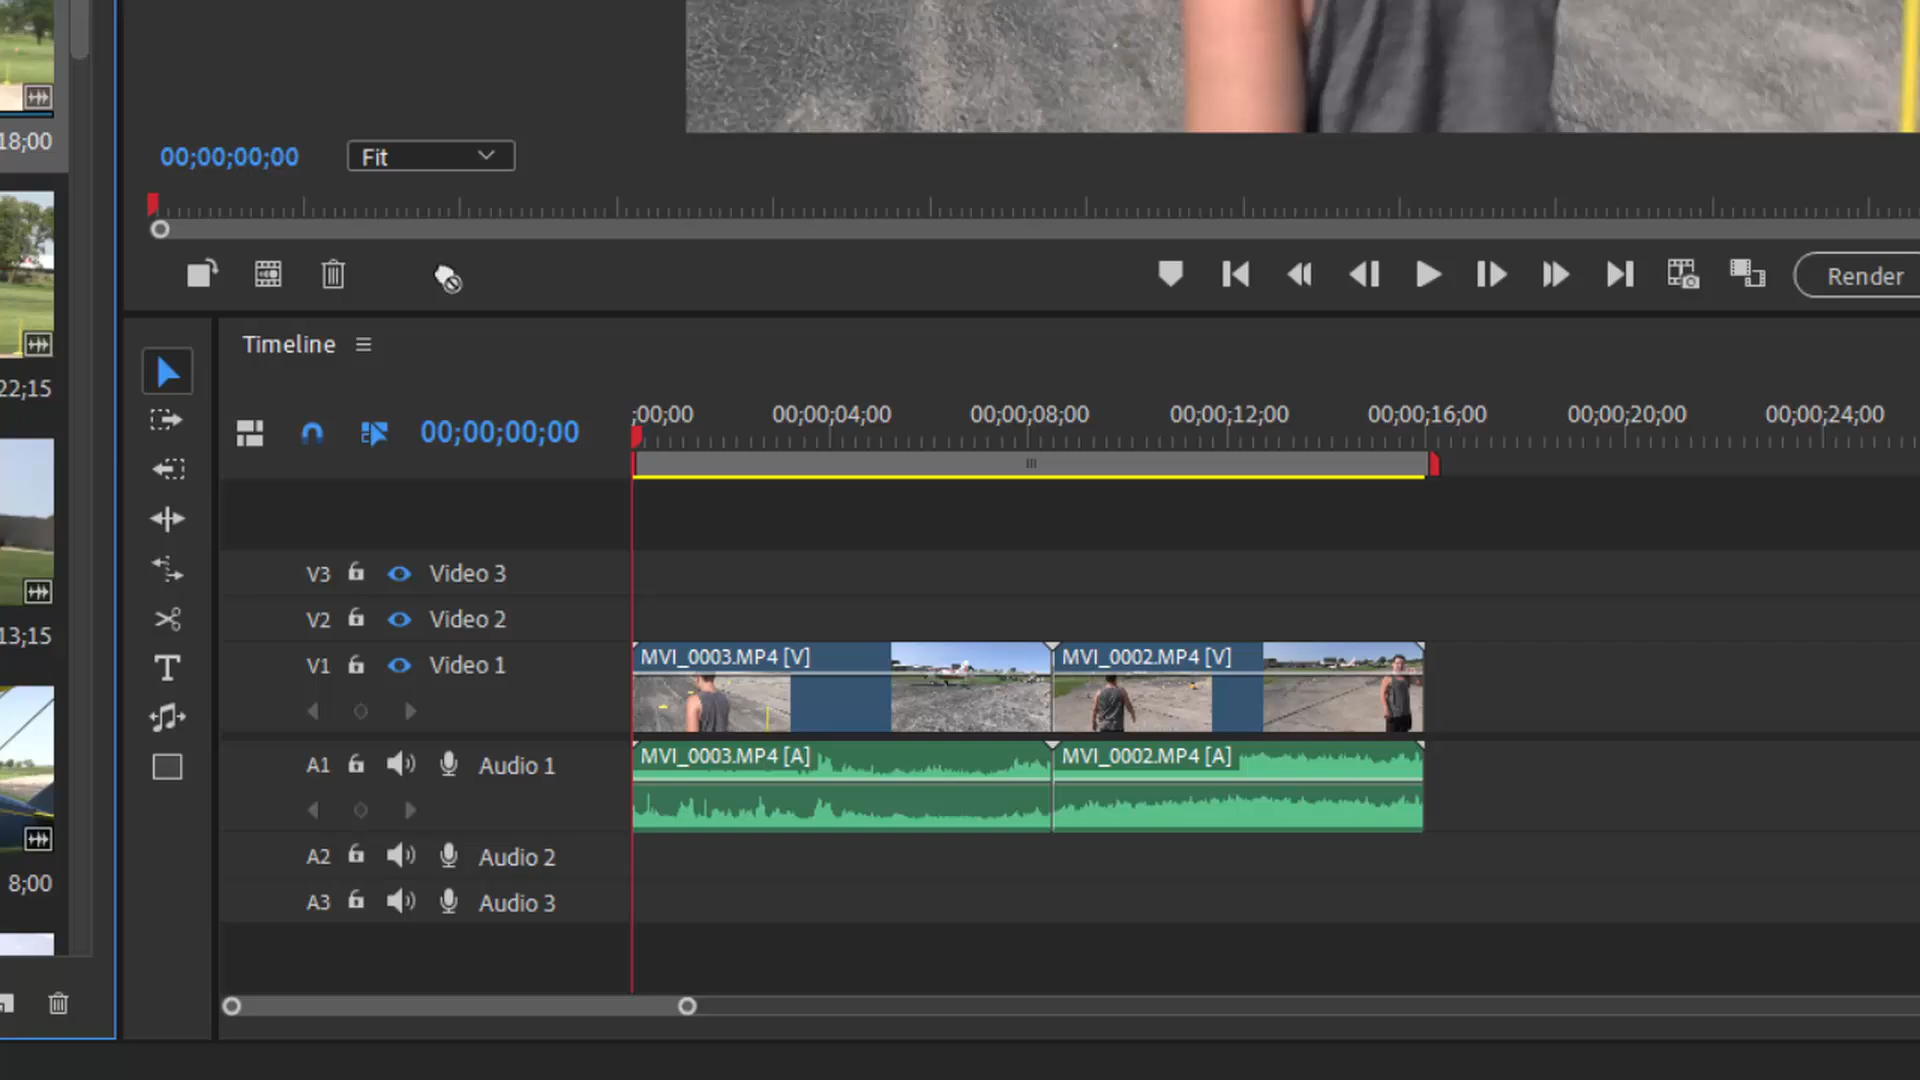 18;00
00;00;00;00
Fit
22;15
Render
Timeline
00;00;00;00
;00;00
00;00;04;00
00;00;08;00
00;00;12;00
00;00;16;00
00;00;20;00
00;00;24;00
V3 Video 3
V2 Video 2
13;15
V1 Video 1
MVI_0003.MP4 [V]
MVI_0002.MP4 [V]
A1 Audio 1
MVI_0003.MP4 [A]
MVI_0002.MP4 [A]
A2 Audio 2
8;00
A3 Audio 3